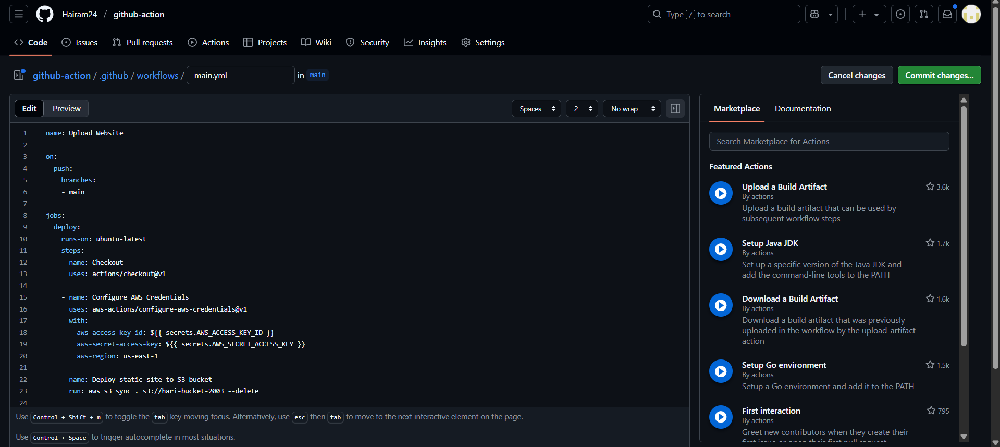 Hairam24 / github-action
Type / to search
Code Issues Pull requests Actions Projects Wiki Security Insights Settings
github-action / .github / workflows / main.yml in main
Cancel changes Commit changes...
Edit Preview
Spaces 2 No wrap
1 name: Upload Website
2
3 on:
4 push:
5 branches:
6 - main
7
8 jobs:
9 deploy:
10 runs-on: ubuntu-latest
11 steps:
12 - name: Checkout
13 uses: actions/checkout@v1
14
15 - name: Configure AWS Credentials
16 uses: aws-actions/configure-aws-credentials@v1
17 with:
18 aws-access-key-id: ${{ secrets.AWS_ACCESS_KEY_ID }}
19 aws-secret-access-key: ${{ secrets.AWS_SECRET_ACCESS_KEY }}
20 aws-region: us-east-1
21
22 - name: Deploy static site to S3 bucket
23 run: aws s3 sync . s3://hari-bucket-2003 --delete
24
Use Control + Shift + m to toggle the tab key moving focus. Alternatively, use esc then tab to move to the next interactive element on the page.
Use Control + Space to trigger autocomplete in most situations.
Marketplace Documentation
Search Marketplace for Actions
Featured Actions
Upload a Build Artifact 3.6k
By actions
Upload a build artifact that can be used by
subsequent workflow steps
Setup Java JDK 1.7k
By actions
Set up a specific version of the Java JDK and
add the command-line tools to the PATH
Download a Build Artifact 1.6k
By actions
Download a build artifact that was previously
uploaded in the workflow by the upload-artifact
action
Setup Go environment 1.5k
By actions
Setup a Go environment and add it to the PATH
First interaction 795
By actions
Greet new contributors when they create their
first issue or open their first pull request